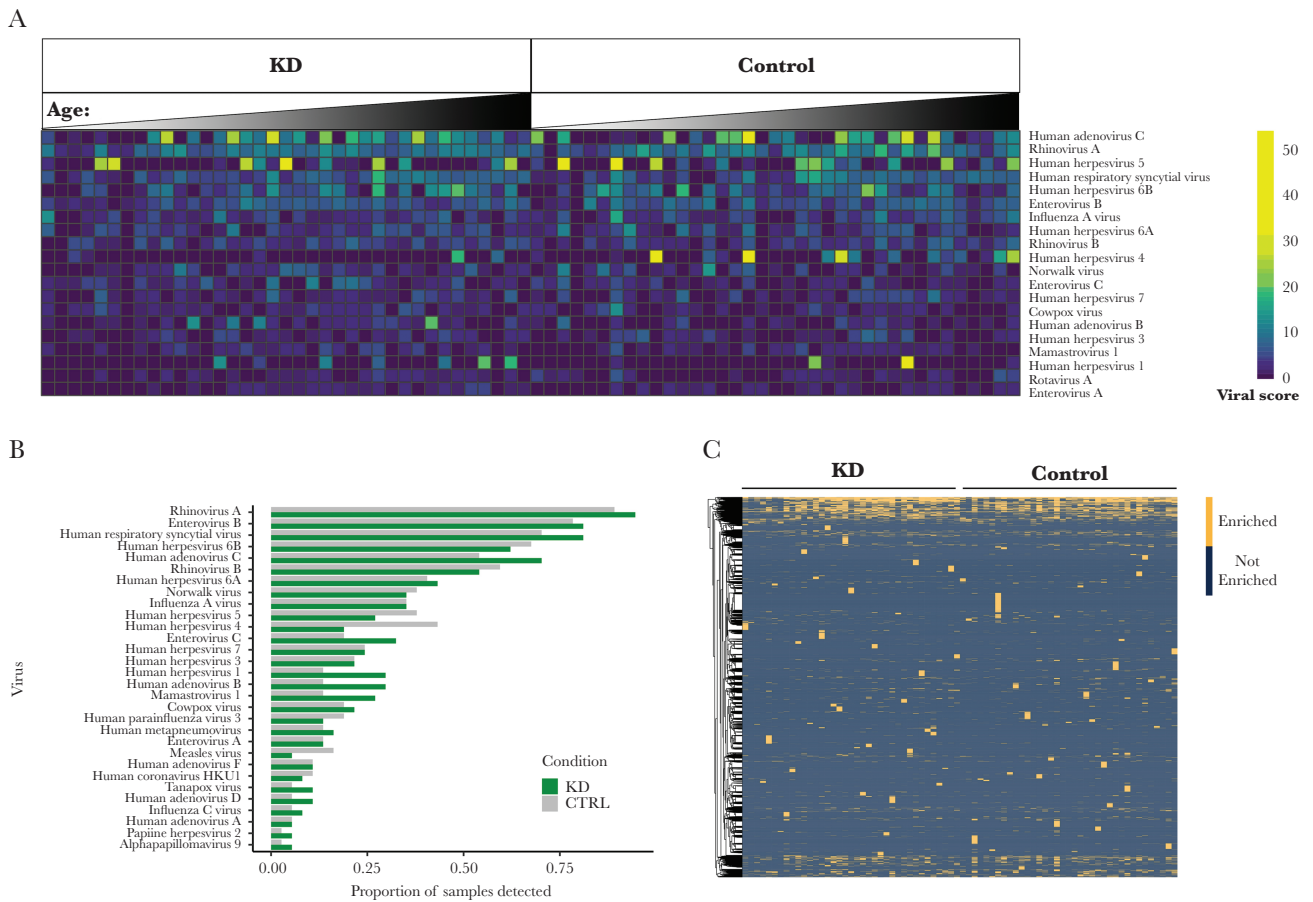 A
KD
Control
Age:
Human adenovirus C
Rhinovirus A
Human herpesvirus 5
Human respiratory syncytial virus
Human herpesvirus 6B
Enterovirus B
Influenza A virus
Human herpesvirus 6A
Rhinovirus B
Human herpesvirus 4
Norwalk virus
Enterovirus C
Human herpesvirus 7
Cowpox virus
Human adenovirus B
Human herpesvirus 3
Mamastrovirus 1
Human herpesvirus 1
Rotavirus A
Enterovirus A
50
40
30
20
10
0
Viral score
B
Virus
Rhinovirus A
Enterovirus B
Human respiratory syncytial virus
Human herpesvirus 6B
Human adenovirus C
Rhinovirus B
Human herpesvirus 6A
Norwalk virus
Influenza A virus
Human herpesvirus 5
Human herpesvirus 4
Enterovirus C
Human herpesvirus 7
Human herpesvirus 3
Human herpesvirus 1
Human adenovirus B
Mamastrovirus 1
Cowpox virus
Human parainfluenza virus 3
Human metapneumovirus
Enterovirus A
Measles virus
Human adenovirus F
Human coronavirus HKU1
Tanapox virus
Human adenovirus D
Influenza C virus
Human adenovirus A
Papiine herpesvirus 2
Alphapapillomavirus 9
0.00
0.25
0.50
0.75
Proportion of samples detected
Condition
KD
CTRL
C
KD
Control
Enriched
Not
Enriched